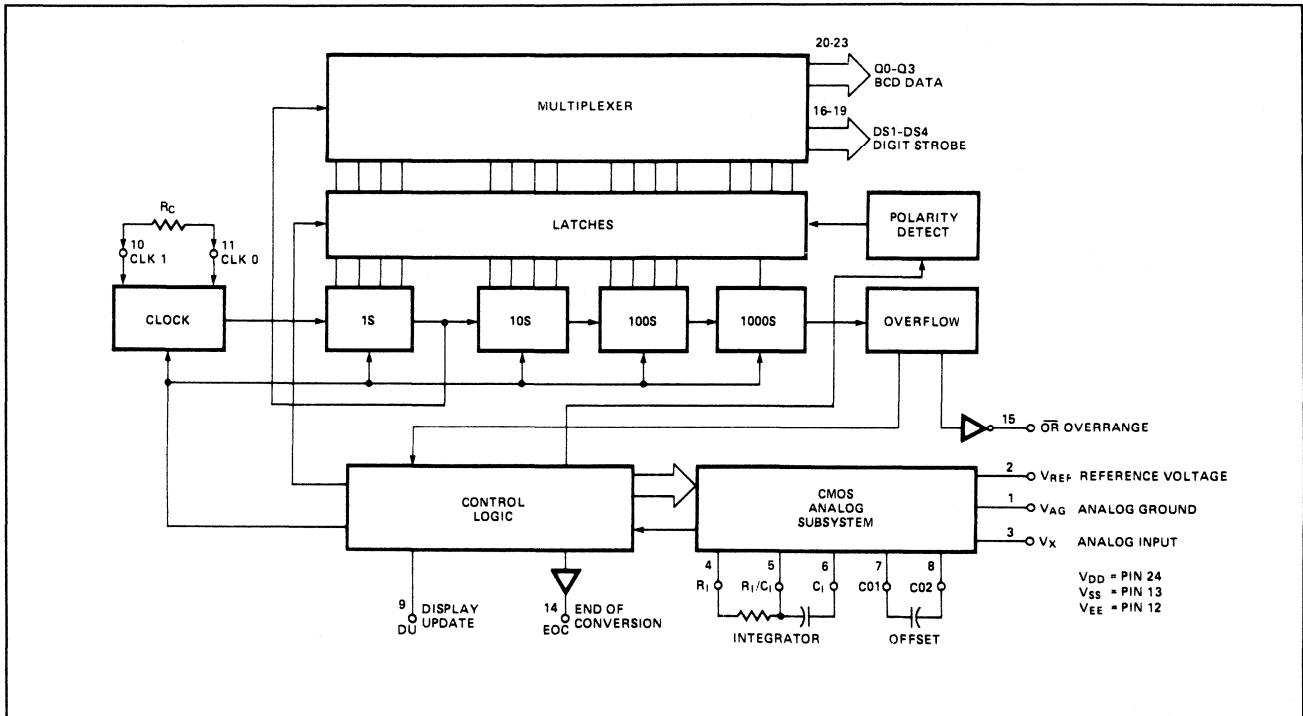 20-23
Q0-Q3
BCD DATA
MULTIPLEXER
16-19
DS1-DS4
DIGIT STROBE
RC
LATCHES
POLARITY
DETECT
10
CLK 1
11
CLK 0
CLOCK
1S
10S
100S
1000S
OVERFLOW
15
OR OVERRANGE
2
VREF REFERENCE VOLTAGE
CONTROL
LOGIC
CMOS
ANALOG
SUBSYSTEM
1
VAG ANALOG GROUND
3
VX ANALOG INPUT
4
RI
5
RI/CI
6
CI
7
CO1
8
CO2
VDD = PIN 24
VSS = PIN 13
VEE = PIN 12
9
DU
DISPLAY
UPDATE
14
EOC
END OF
CONVERSION
INTEGRATOR
OFFSET